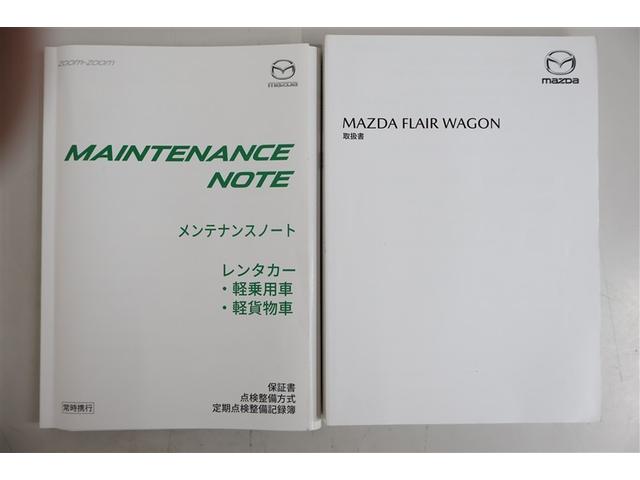 zoom-zoom
mazda
MAINTENANCE
NOTE
メンテナンスノート
レンタカー
・軽乗用車
・軽貨物車
保証書
点検整備方式
定期点検整備記録簿
常時携行
mazda
MAZDA FLAIR WAGON
取扱書